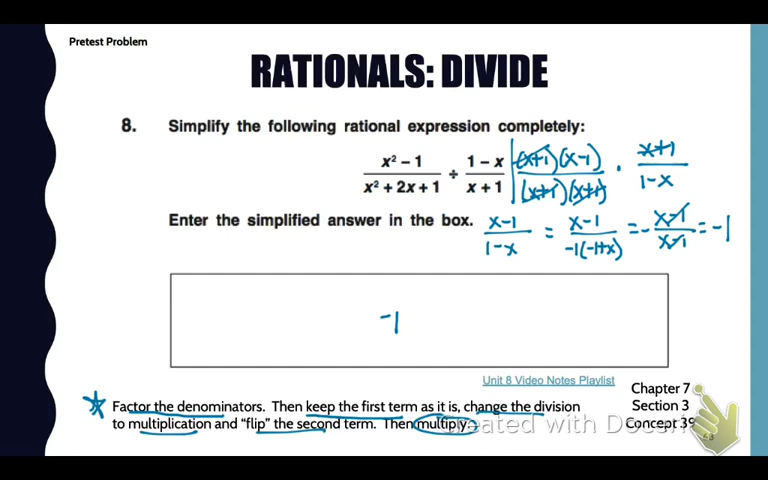 Pretest Problem
RATIONALS: DIVIDE
8. Simplify the following rational expression completely:
x² − 1 / x² + 2x + 1 ÷ 1 − x / x + 1 | (x+1)(x−1) / (x+1)(x+1) · x+1 / 1−x
Enter the simplified answer in the box. x−1 / 1−x = x−1 / −1(−1+x) = − x−1 / x−1 = −1
−1
Unit 8 Video Notes Playlist
Factor the denominators. Then keep the first term as it is, change the division
to multiplication and “flip” the second term. Then multiply.
Chapter 7
Section 3
Concept 39
created with